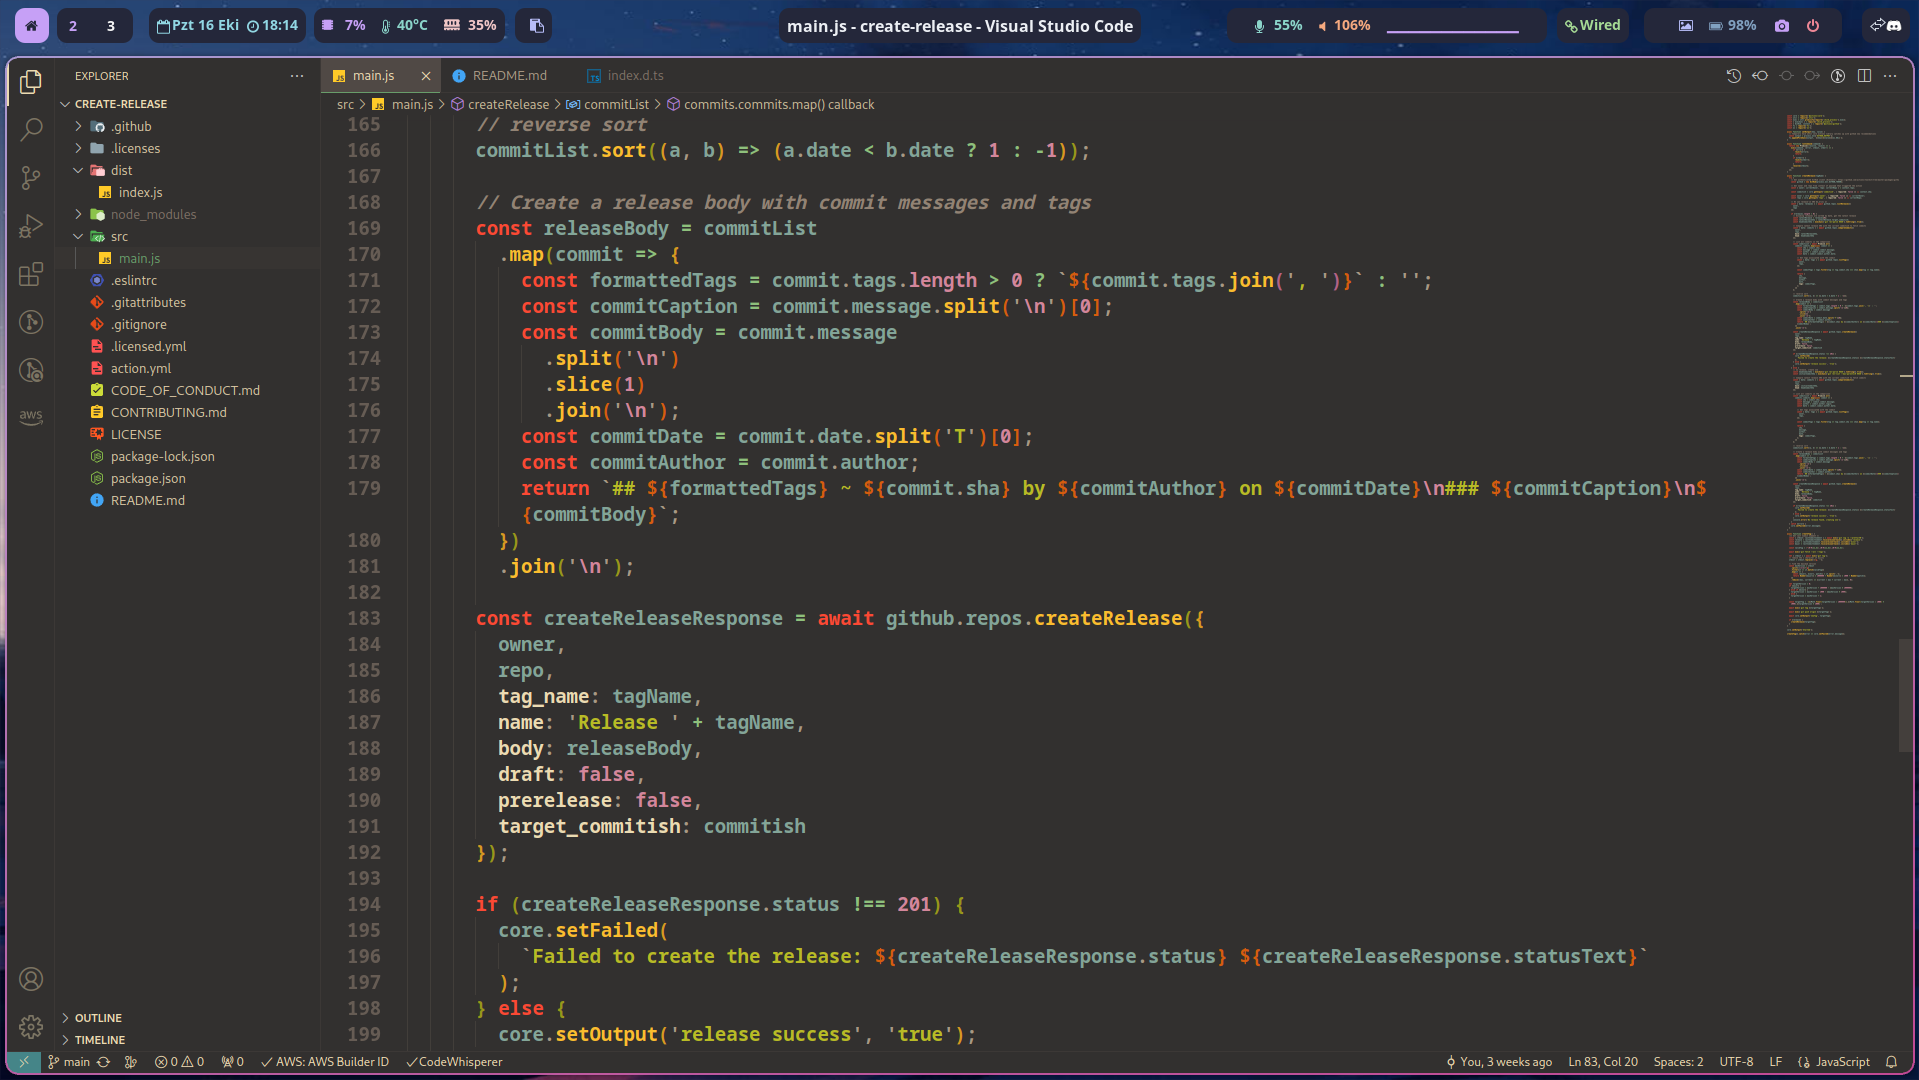 2 3
Pzt 16 Eki 18:14
7% 40°C 35%
main.js - create-release - Visual Studio Code
55% 106%
Wired
98%
EXPLORER
CREATE-RELEASE
.github
.licenses
dist
index.js
node_modules
src
main.js
.eslintrc
.gitattributes
.gitignore
.licensed.yml
action.yml
CODE_OF_CONDUCT.md
CONTRIBUTING.md
LICENSE
package-lock.json
package.json
README.md
aws
OUTLINE
TIMELINE
main.js README.md index.d.ts
src > main.js > createRelease > commitList > commits.commits.map() callback
165 // reverse sort
166 commitList.sort((a, b) => (a.date < b.date ? 1 : -1));
167
168 // Create a release body with commit messages and tags
169 const releaseBody = commitList
170 .map(commit => {
171 const formattedTags = commit.tags.length > 0 ? `${commit.tags.join(', ')}` : '';
172 const commitCaption = commit.message.split('\n')[0];
173 const commitBody = commit.message
174 .split('\n')
175 .slice(1)
176 .join('\n');
177 const commitDate = commit.date.split('T')[0];
178 const commitAuthor = commit.author;
179 return `## ${formattedTags} ~ ${commit.sha} by ${commitAuthor} on ${commitDate}\n### ${commitCaption}\n$
{commitBody}`;
180 })
181 .join('\n');
182
183 const createReleaseResponse = await github.repos.createRelease({
184 owner,
185 repo,
186 tag_name: tagName,
187 name: 'Release ' + tagName,
188 body: releaseBody,
189 draft: false,
190 prerelease: false,
191 target_commitish: commitish
192 });
193
194 if (createReleaseResponse.status !== 201) {
195 core.setFailed(
196 `Failed to create the release: ${createReleaseResponse.status} ${createReleaseResponse.statusText}`
197 );
198 } else {
199 core.setOutput('release success', 'true');
main 0 0 0 AWS: AWS Builder ID CodeWhisperer
You, 3 weeks ago Ln 83, Col 20 Spaces: 2 UTF-8 LF JavaScript